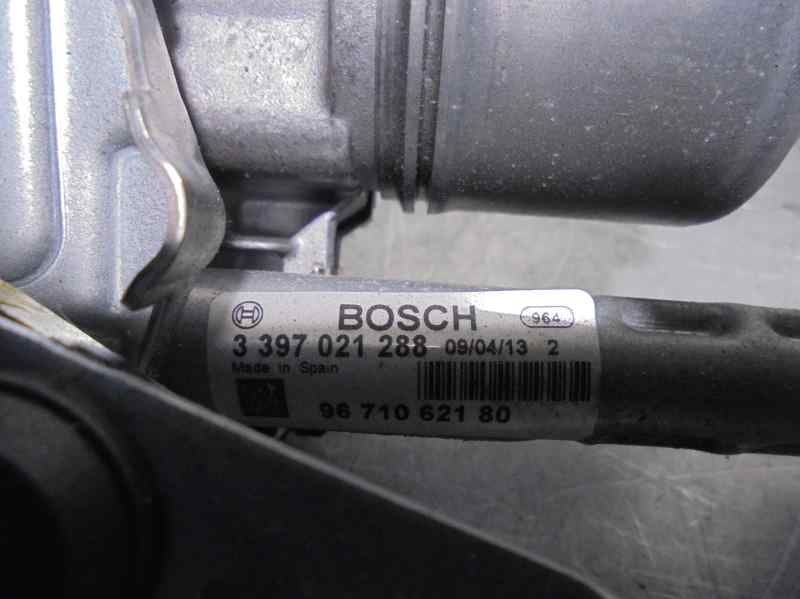 BOSCH 964
3 397 021 288 09/04/13 2
Made in Spain
96 710 621 80